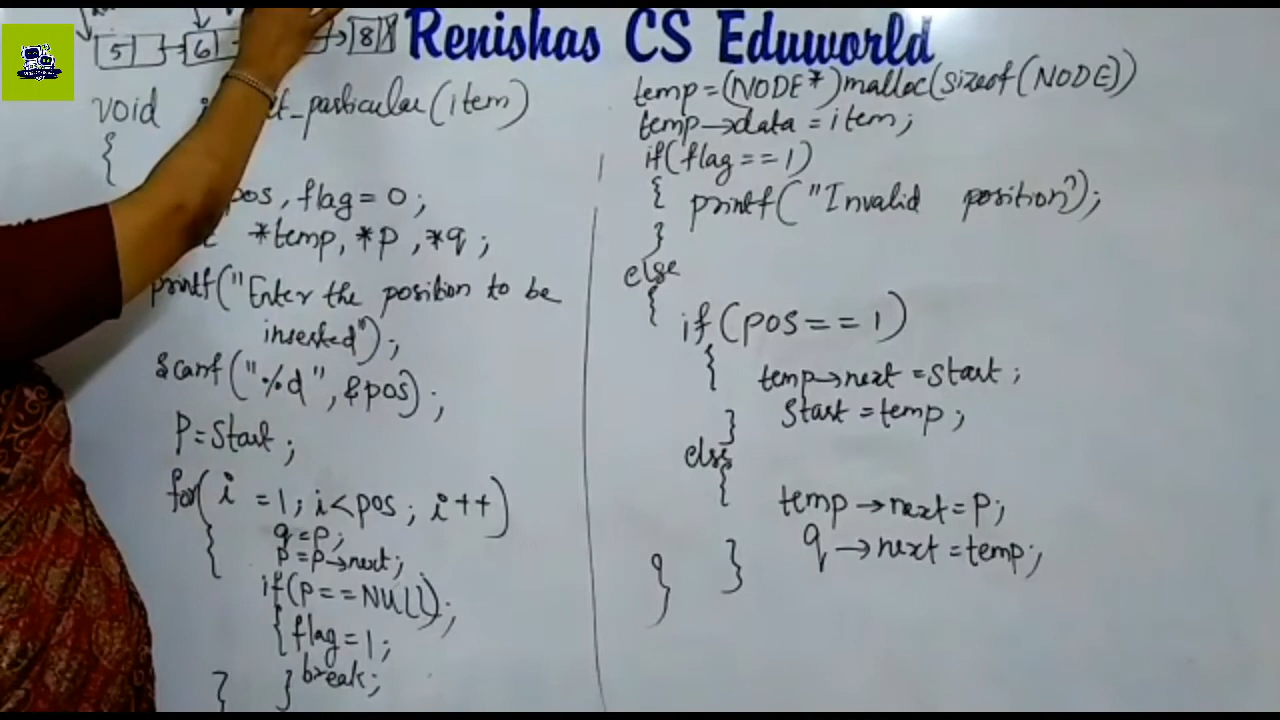 Renishas CS Eduworld
5 6 8
void t_particular(item)
{
pos, flag = 0;
*temp, *p, *q;
printf("Enter the position to be
inserted");
scanf("%d", &pos);
P=Start;
for( i = 1; i<pos; i++)
{ q=p;
p=p→next;
if(p==NULL);
{ flag=1;
} } break;
temp=(NODE*)malloc(sizeof(NODE))
temp→data = item;
if(flag==1)
{ printf("Invalid position");
}
else
{
if(pos==1)
{ temp→next=start;
} Start=temp;
else
{
temp→next=p;
} q→next=temp;
}